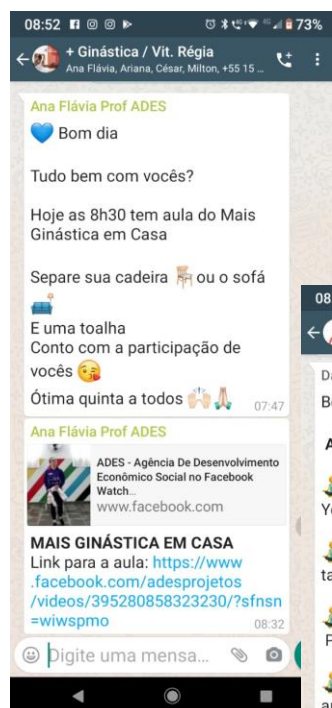 08:52
73%
+ Ginástica / Vit. Régia
Ana Flávia, Ariana, César, Milton, +55 15 ...
Ana Flávia Prof ADES
💙 Bom dia
Tudo bem com vocês?
Hoje as 8h30 tem aula do Mais
Ginástica em Casa
Separe sua cadeira 🪑 ou o sofá
🛋️
E uma toalha
Conto com a participação de
vocês 😘
Ótima quinta a todos 🙌🏻 🙏🏻
07:47
Ana Flávia Prof ADES
ADES - Agência De Desenvolvimento
Econômico Social no Facebook
Watch...
www.facebook.com
MAIS GINÁSTICA EM CASA
Link para a aula: https://www
.facebook.com/adesprojetos
/videos/395280858323230/?sfnsn
=wiwspmo
08:32
Digite uma mensa...
08